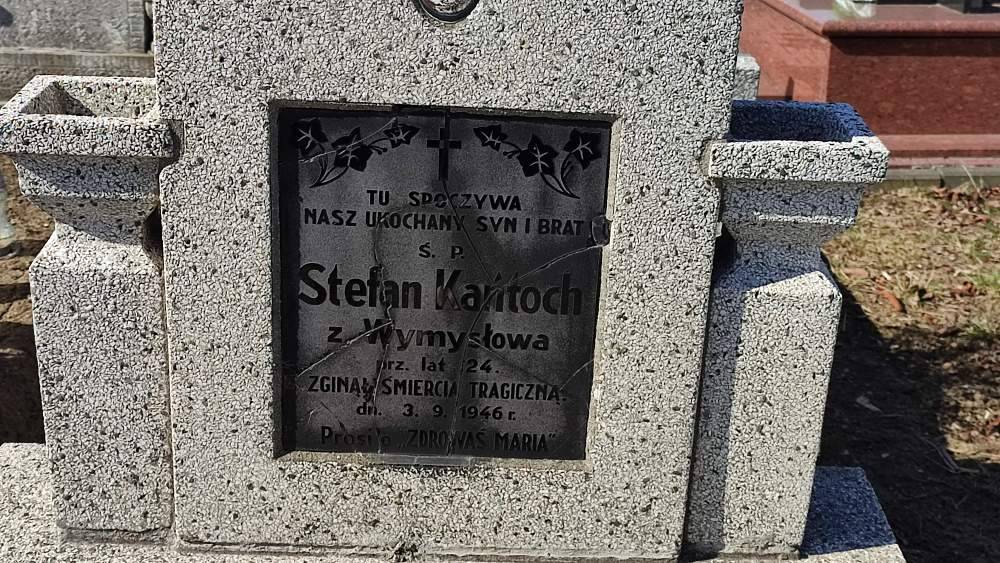 TU SPOCZYWA
NASZ UKOCHANY SYN I BRAT
Ś. P.
Stefan Kańtoch
z Wymysłowa
prz. lat 24.
ZGINĄŁ ŚMIERCIĄ TRAGICZNĄ.
dn. 3. 9. 1946 r.
Prosi o „ZDROWAŚ MARIA"